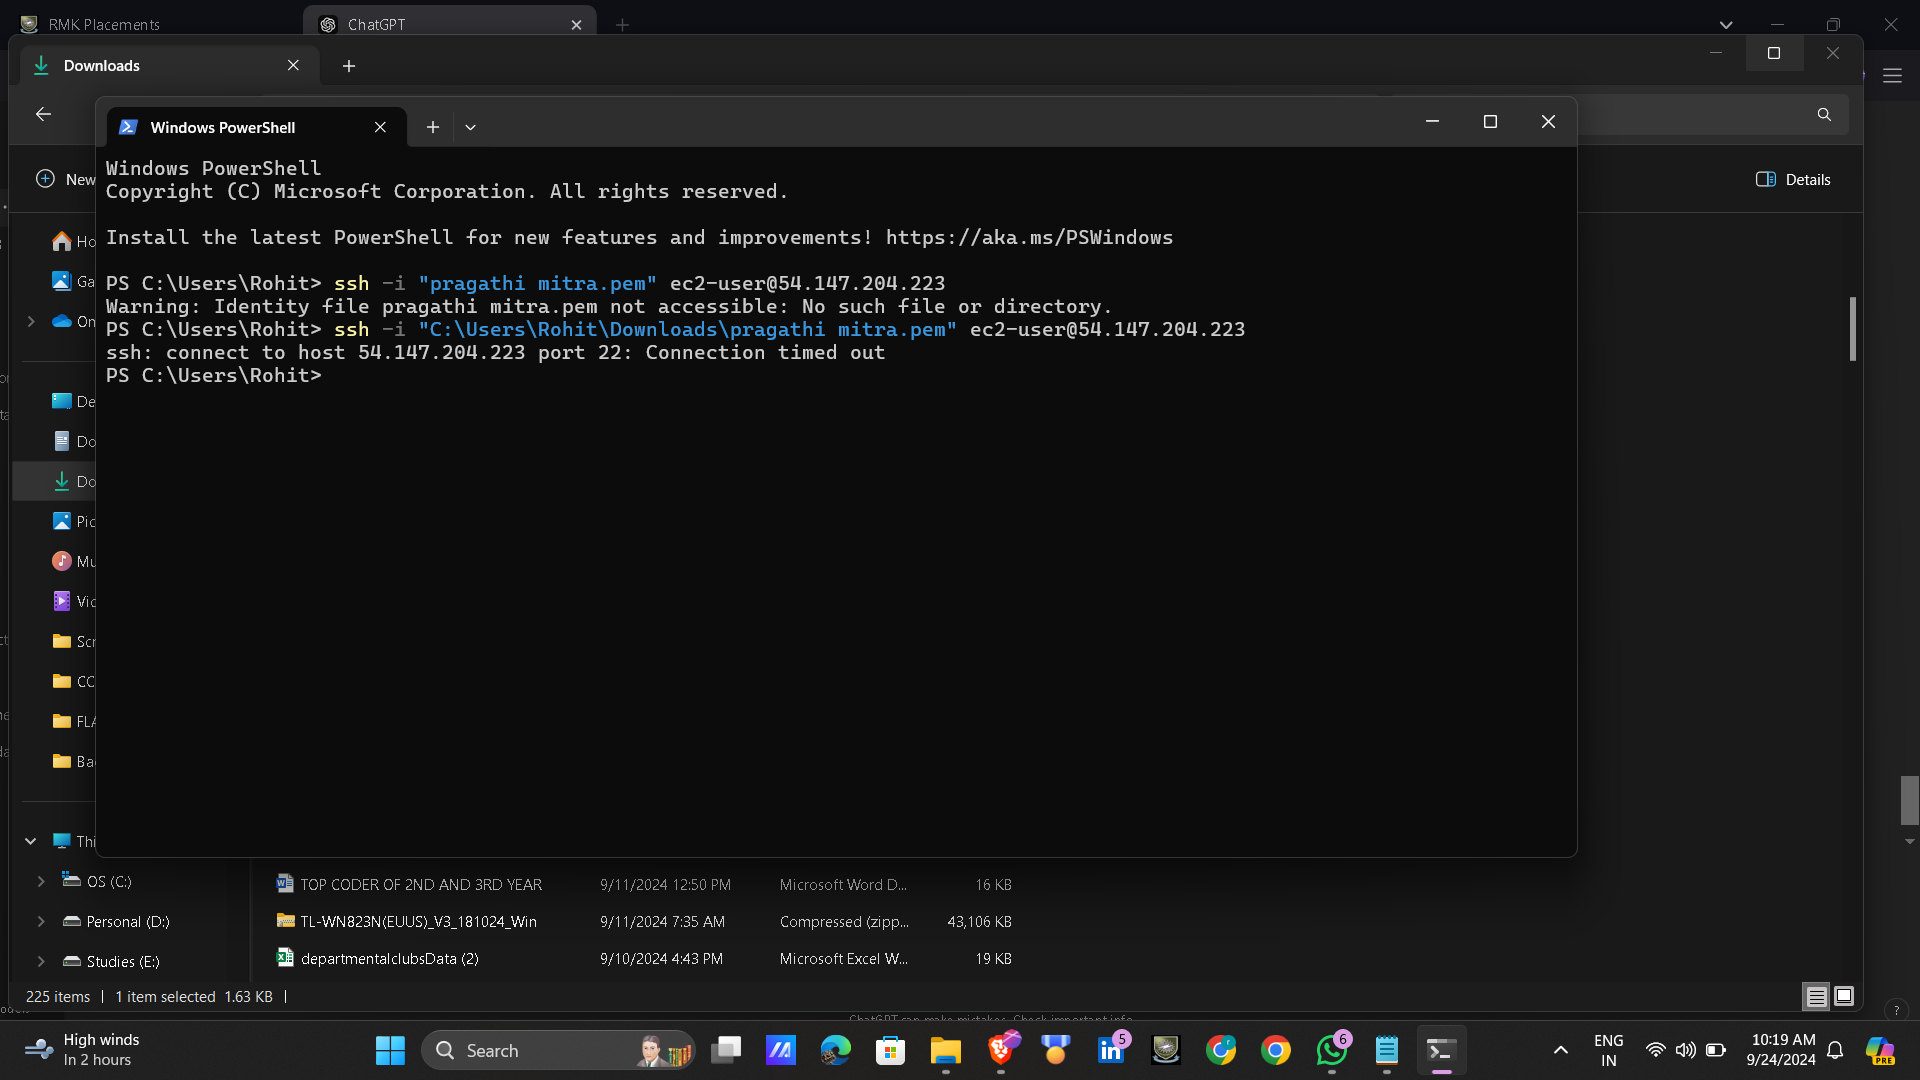 RMK Placements
ChatGPT
Downloads
Windows PowerShell
New
Details
Windows PowerShell
Copyright (C) Microsoft Corporation. All rights reserved.
Install the latest PowerShell for new features and improvements! https://aka.ms/PSWindows
PS C:\Users\Rohit> ssh -i "pragathi mitra.pem" ec2-user@54.147.204.223
Warning: Identity file pragathi mitra.pem not accessible: No such file or directory.
PS C:\Users\Rohit> ssh -i "C:\Users\Rohit\Downloads\pragathi mitra.pem" ec2-user@54.147.204.223
ssh: connect to host 54.147.204.223 port 22: Connection timed out
PS C:\Users\Rohit>
Ho
Ga
On
De
Do
Do
Pic
Mu
Vic
Scr
CC
FLA
Ba
Thi
OS (C:)
Personal (D:)
Studies (E:)
TOP CODER OF 2ND AND 3RD YEAR 9/11/2024 12:50 PM Microsoft Word D... 16 KB
TL-WN823N(EUUS)_V3_181024_Win 9/11/2024 7:35 AM Compressed (zipp... 43,106 KB
departmentalclubsData (2) 9/10/2024 4:43 PM Microsoft Excel W... 19 KB
225 items 1 item selected 1.63 KB
ChatGPT can make mistakes. Check important info.
High winds
In 2 hours
Search
5
6
PRE
ENG
IN
10:19 AM
9/24/2024